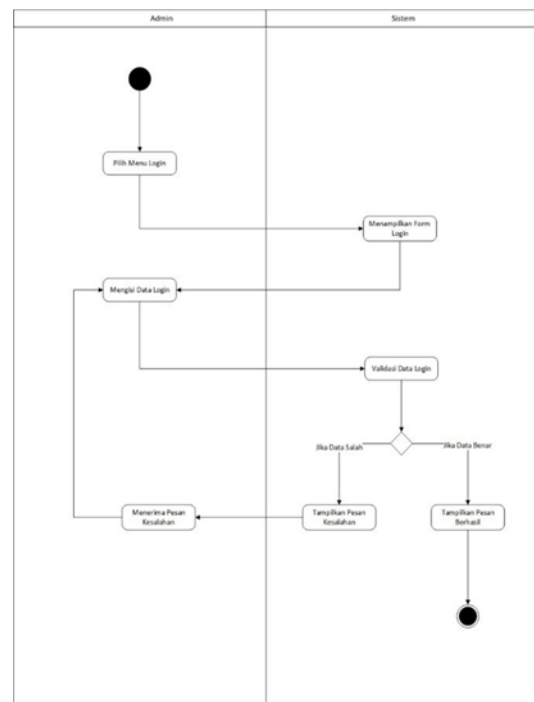 Admin
Sistem
Pilih Menu Login
Menampilkan Form
Login
Mengisi Data Login
Validasi Data Login
Jika Data Salah
Jika Data Benar
Menerima Pesan
Kesalahan
Tampilkan Pesan
Kesalahan
Tampilkan Pesan
Berhasil